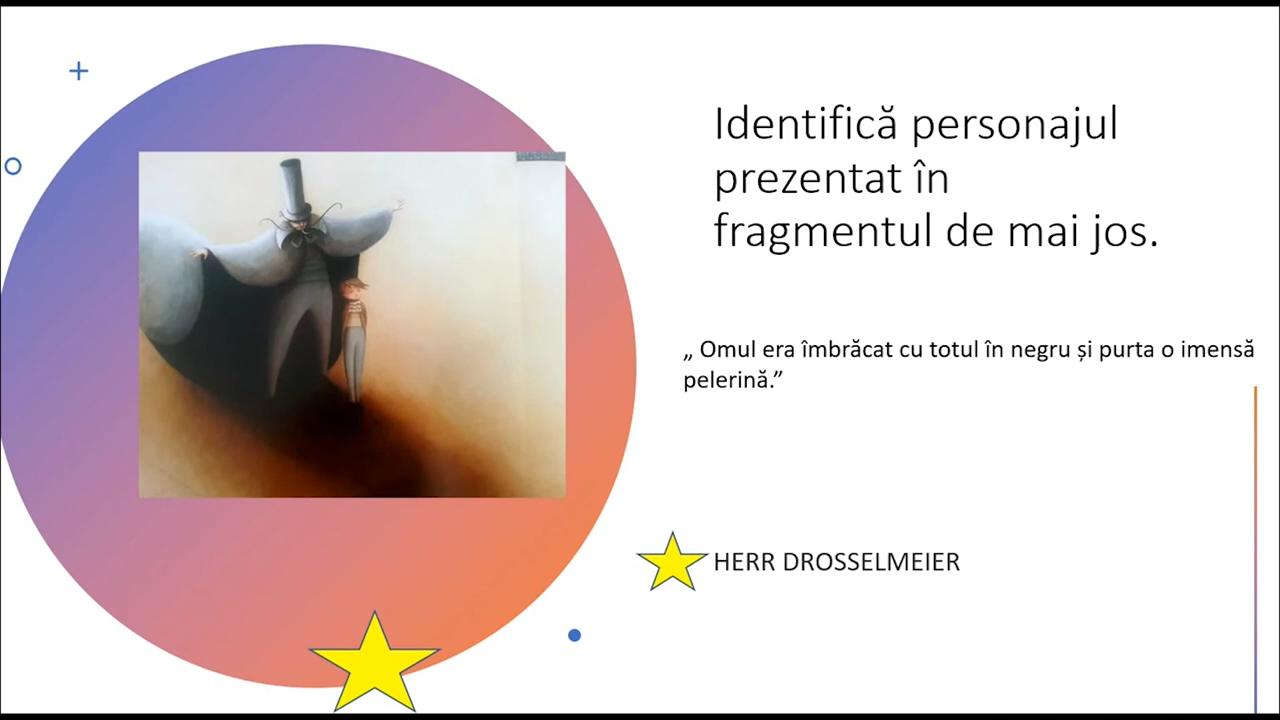 Identifică personajul
prezentat în
fragmentul de mai jos.
„ Omul era îmbrăcat cu totul în negru și purta o imensă
pelerină.”
HERR DROSSELMEIER